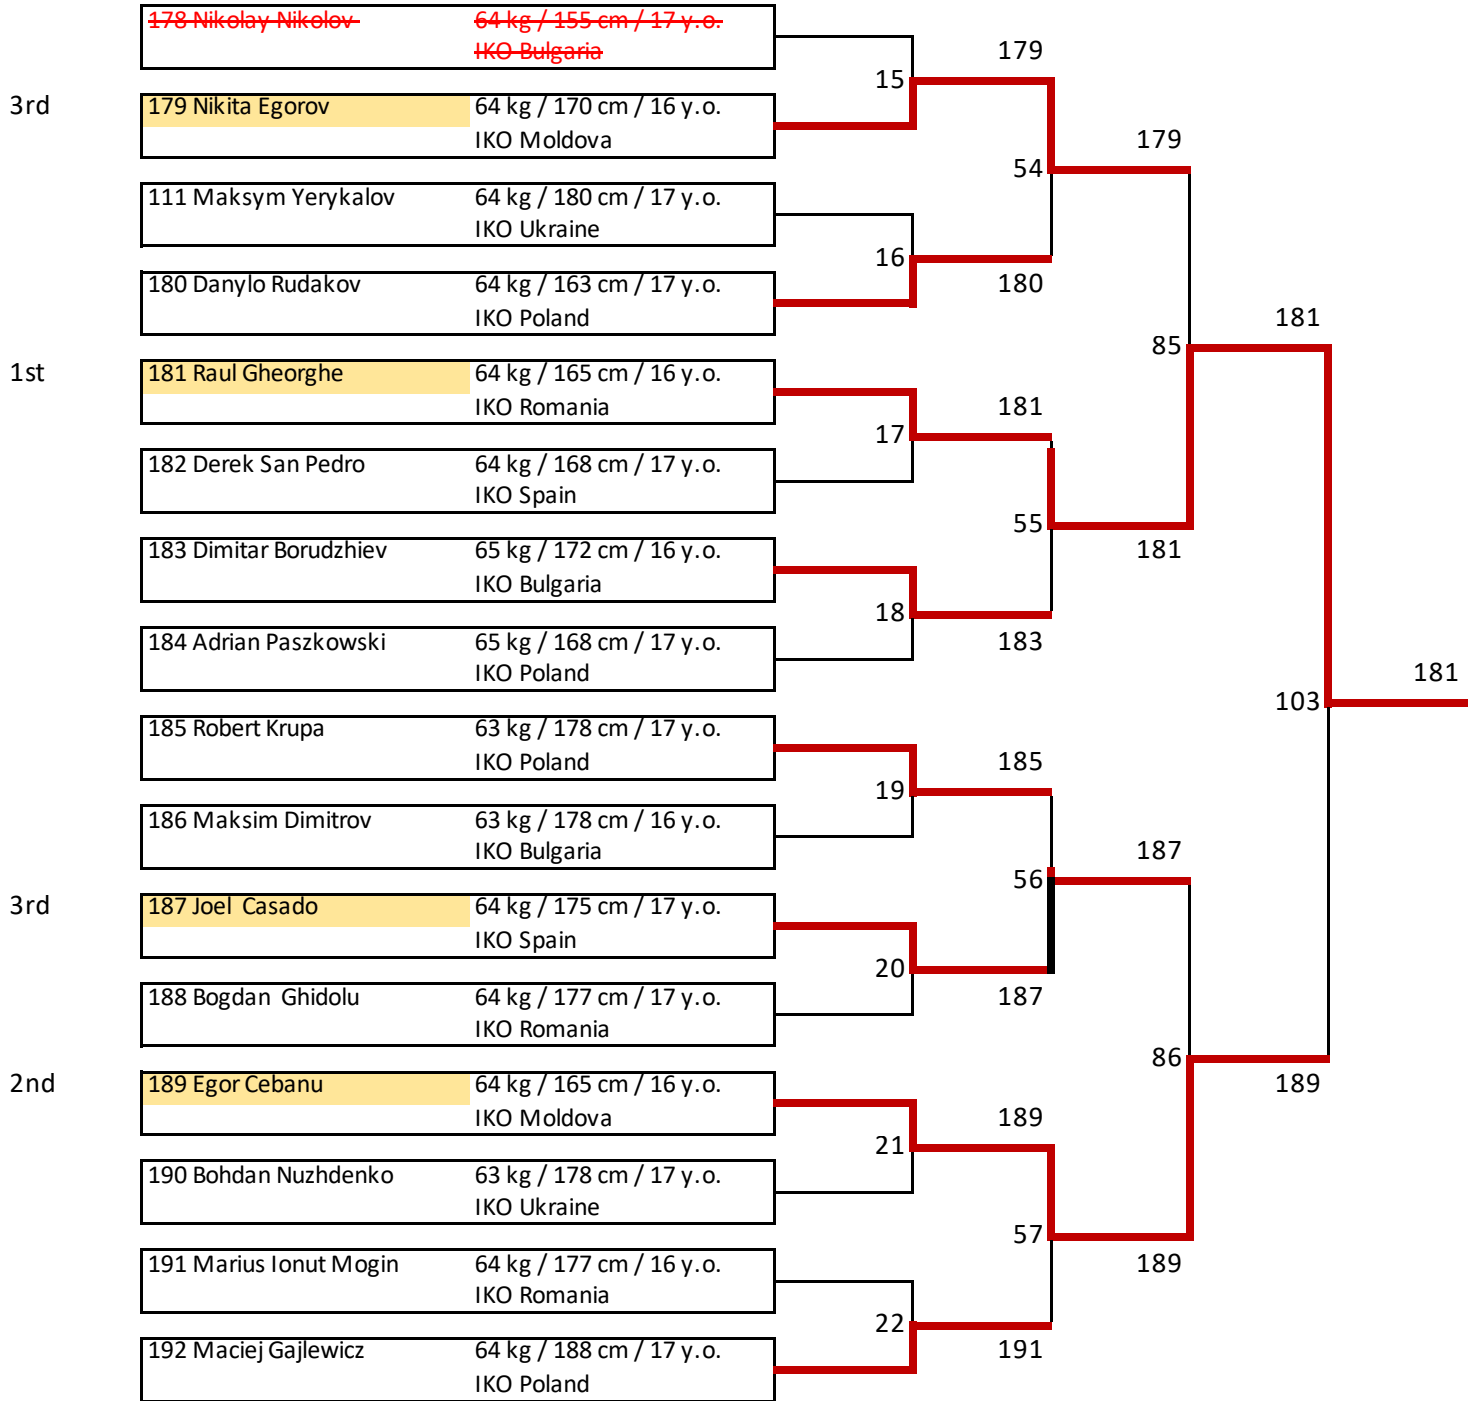 178 Nikolay Nikolov 64 kg / 155 cm / 17 y.o.
IKO Bulgaria
179
15
3rd 179 Nikita Egorov 64 kg / 170 cm / 16 y.o.
IKO Moldova
179
54
111 Maksym Yerykalov 64 kg / 180 cm / 17 y.o.
IKO Ukraine
16
180 Danylo Rudakov 64 kg / 163 cm / 17 y.o.
180
IKO Poland
181
85
1st 181 Raul Gheorghe 64 kg / 165 cm / 16 y.o.
IKO Romania
181
17
182 Derek San Pedro 64 kg / 168 cm / 17 y.o.
IKO Spain
55
183 Dimitar Borudzhiev 65 kg / 172 cm / 16 y.o.
181
IKO Bulgaria
18
184 Adrian Paszkowski 65 kg / 168 cm / 17 y.o.
183
IKO Poland
181
103
185 Robert Krupa 63 kg / 178 cm / 17 y.o.
IKO Poland
185
19
186 Maksim Dimitrov 63 kg / 178 cm / 16 y.o.
IKO Bulgaria
187
56
3rd 187 Joel Casado 64 kg / 175 cm / 17 y.o.
IKO Spain
20
188 Bogdan Ghidolu 64 kg / 177 cm / 17 y.o.
187
IKO Romania
86
2nd 189 Egor Cebanu 64 kg / 165 cm / 16 y.o.
189
IKO Moldova
189
21
190 Bohdan Nuzhdenko 63 kg / 178 cm / 17 y.o.
IKO Ukraine
57
191 Marius Ionut Mogin 64 kg / 177 cm / 16 y.o.
189
IKO Romania
22
192 Maciej Gajlewicz 64 kg / 188 cm / 17 y.o.
191
IKO Poland